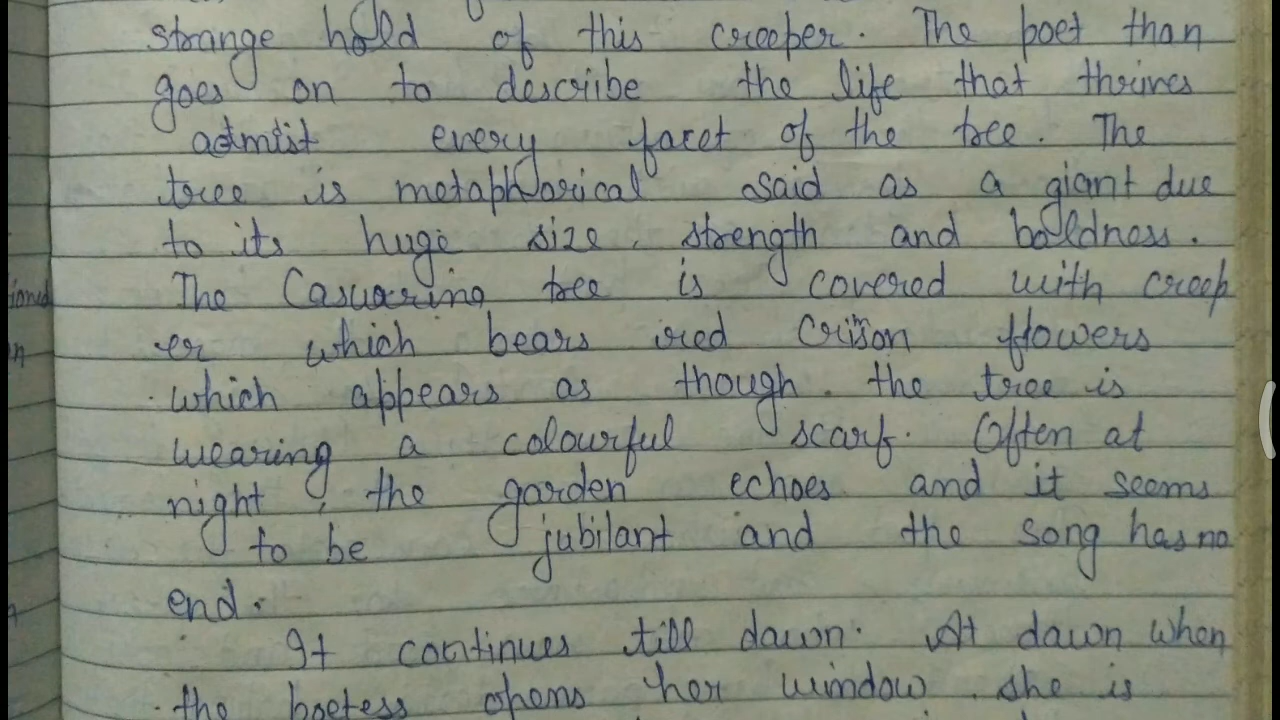 strange hold of this creeper. The poet than
goes on to describe the life that thrives
admist every facet of the tree. The
tree is metaphorical said as a giant due
to its huge size, strength and boldness.
The Casuarina tree is covered with creep
er which bears red Crison flowers
which appears as though the tree is
wearing a colourful scarf. Often at
night, the garden echoes and it seems
to be jubilant and the song has no
end.
It continues till dawn. At dawn when
the poetess opens her window she is